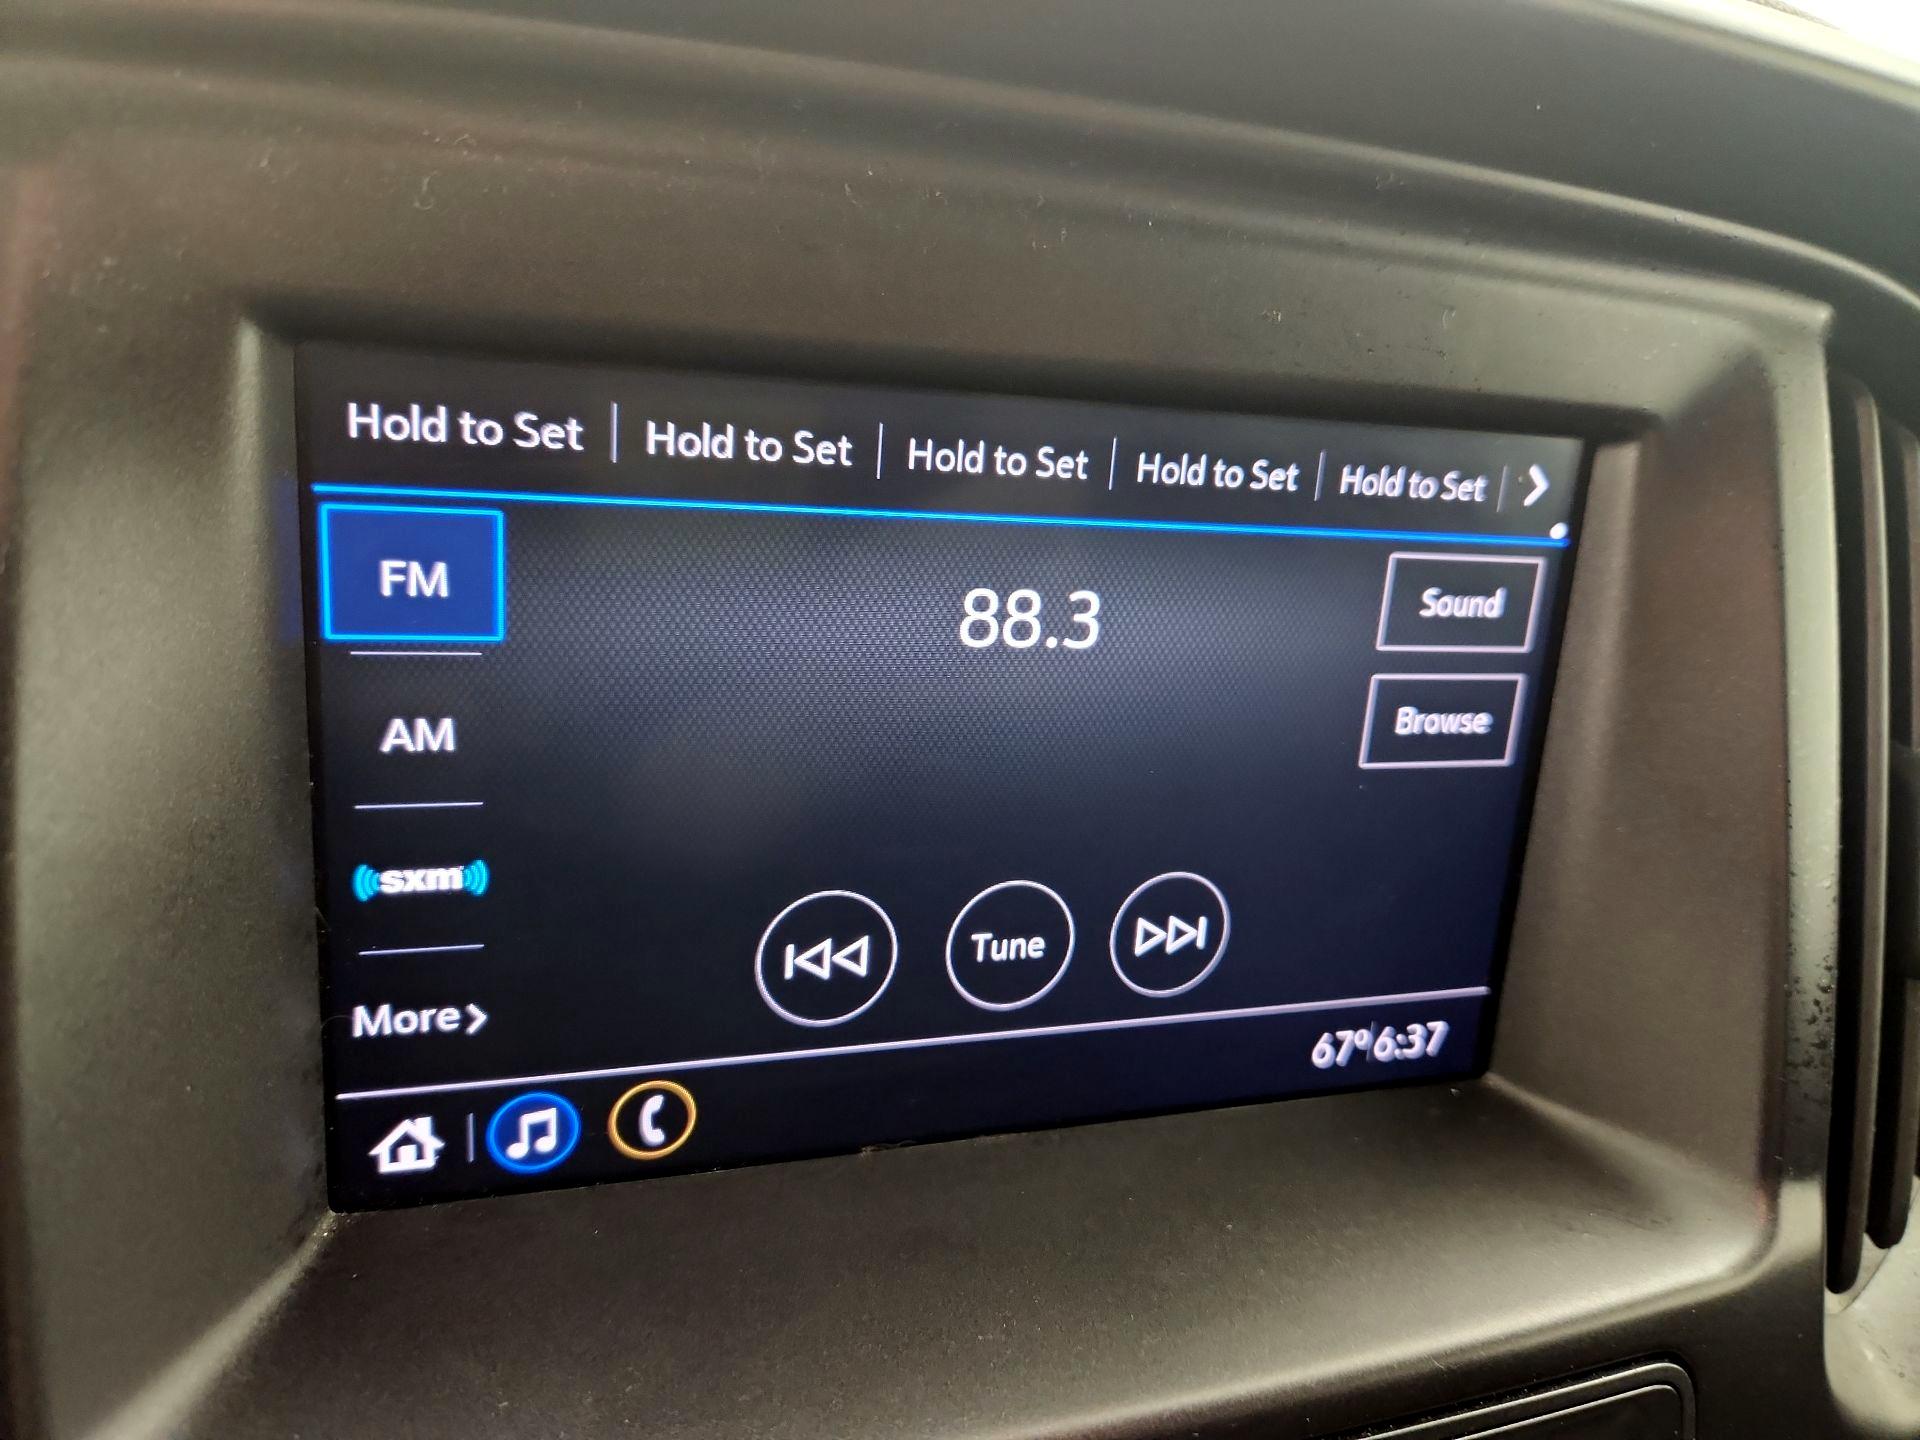 Hold to Set | Hold to Set | Hold to Set | Hold to Set | Hold to Set
FM
88.3
Sound
AM
Browse
sxm
Tune
More
67° 6:37